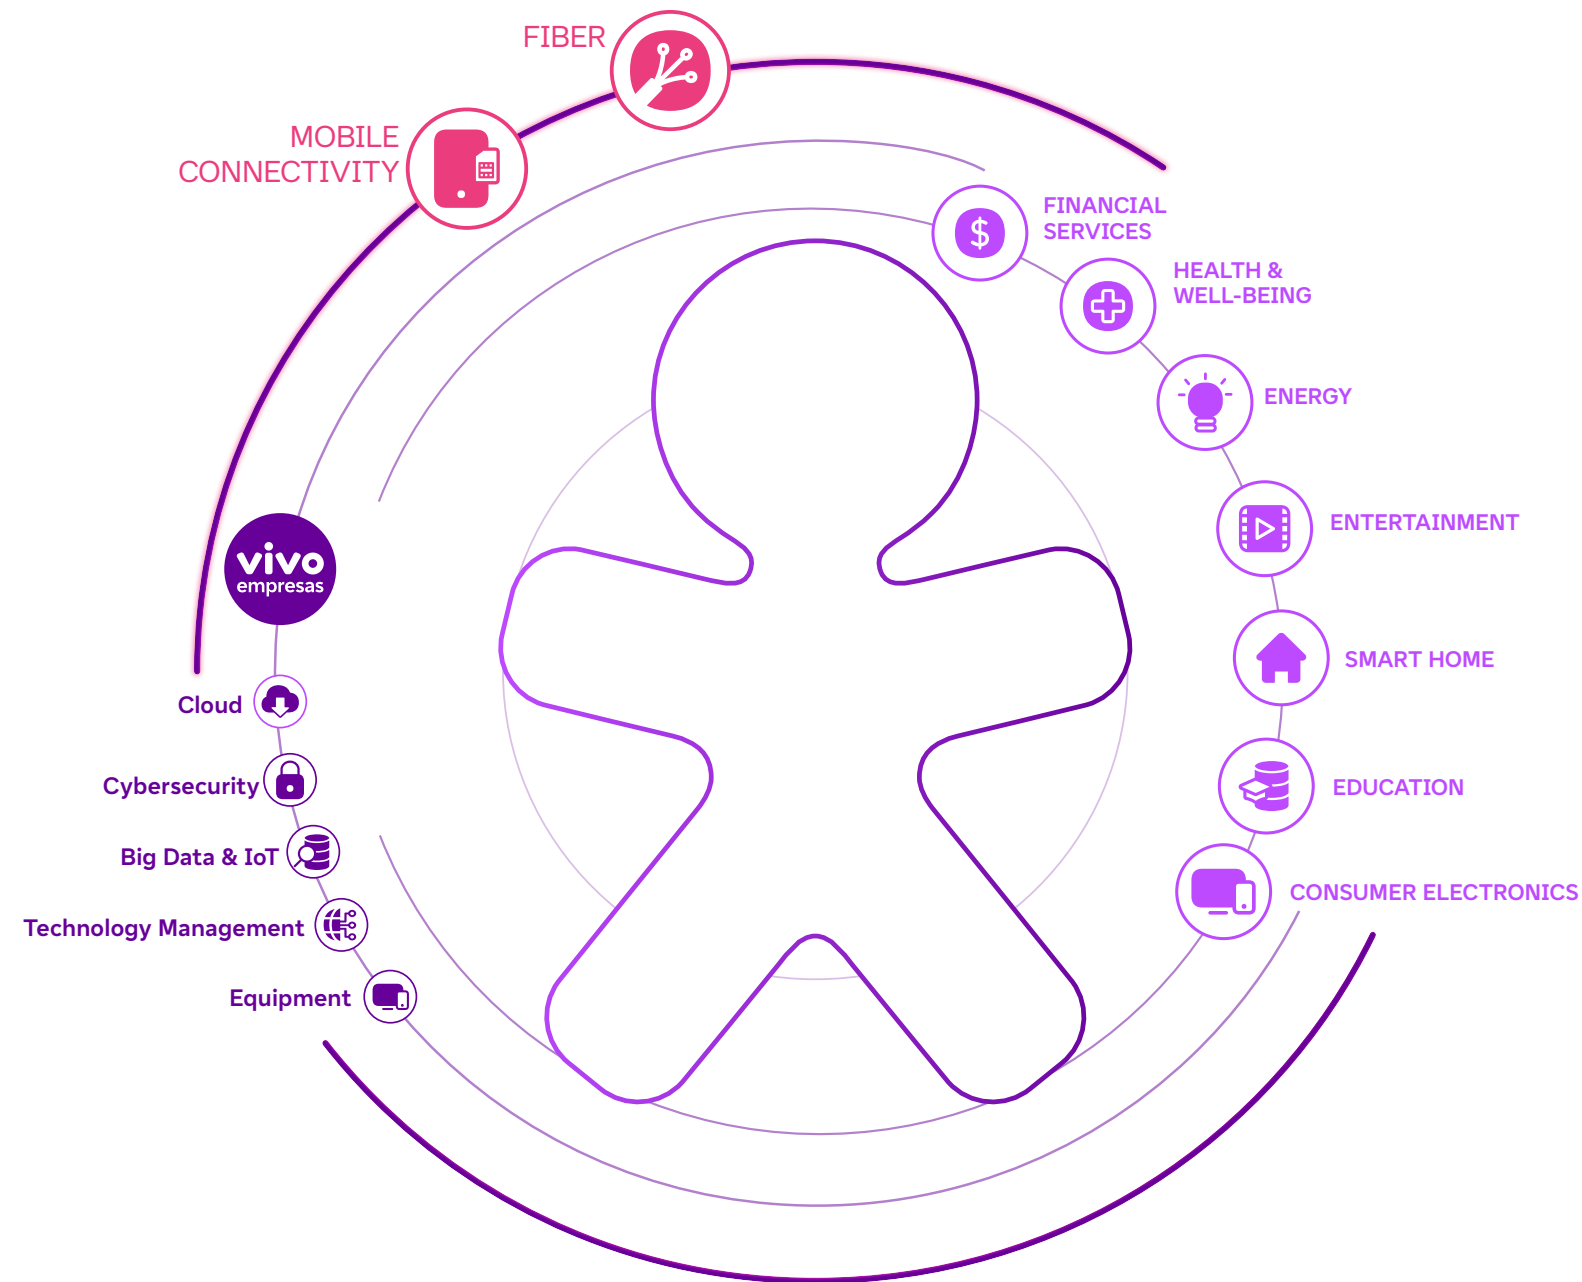 FIBER
MOBILE
CONNECTIVITY
FINANCIAL
SERVICES
HEALTH &
WELL-BEING
ENERGY
ENTERTAINMENT
SMART HOME
EDUCATION
CONSUMER ELECTRONICS
vivo
empresas
Cloud
Cybersecurity
Big Data & IoT
Technology Management
Equipment